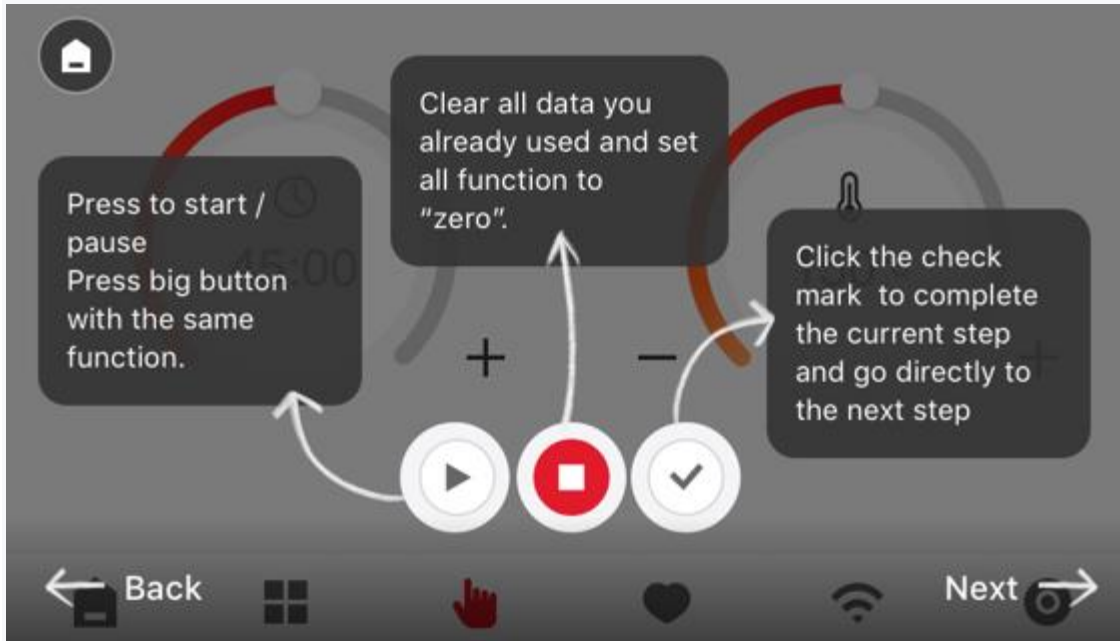 Clear all data you
already used and set
all function to
“zero”.
Press to start /
pause
Press big button
with the same
function.
45:00
Click the check
mark to complete
the current step
and go directly to
the next step
Back
Next